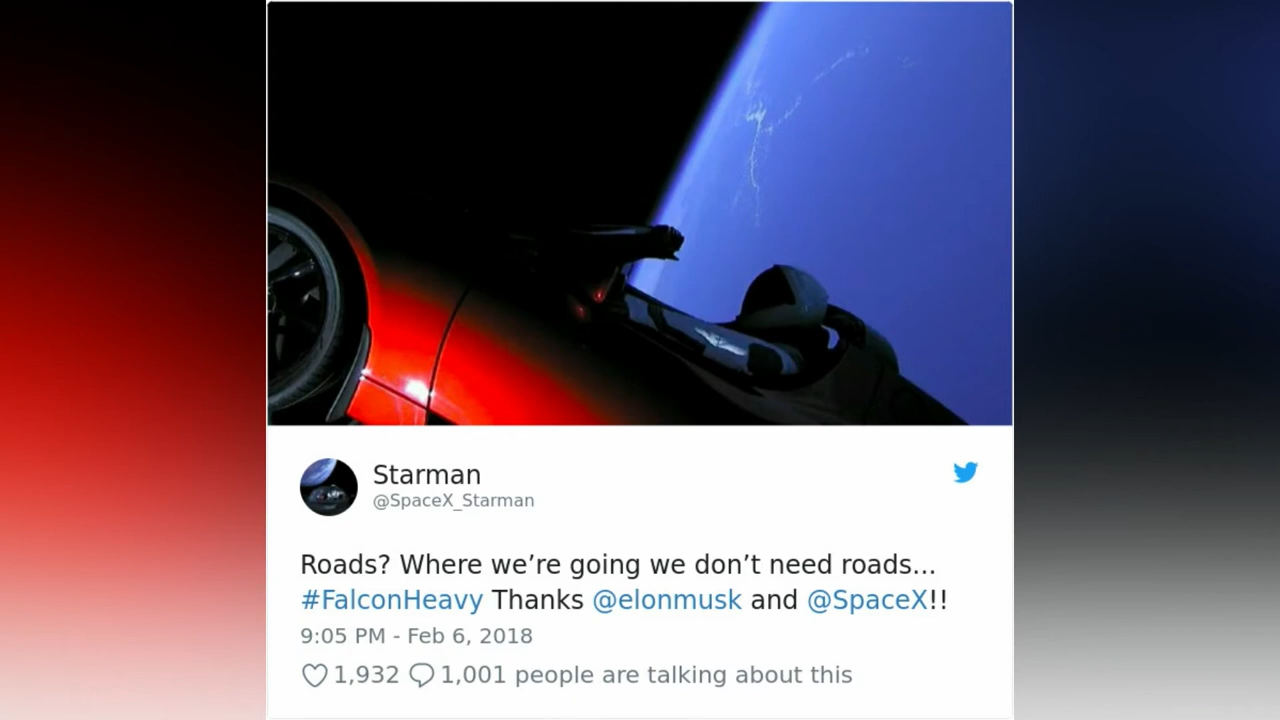 Starman
@SpaceX_Starman
Roads? Where we’re going we don’t need roads...
#FalconHeavy Thanks @elonmusk and @SpaceX!!
9:05 PM - Feb 6, 2018
1,932 1,001 people are talking about this